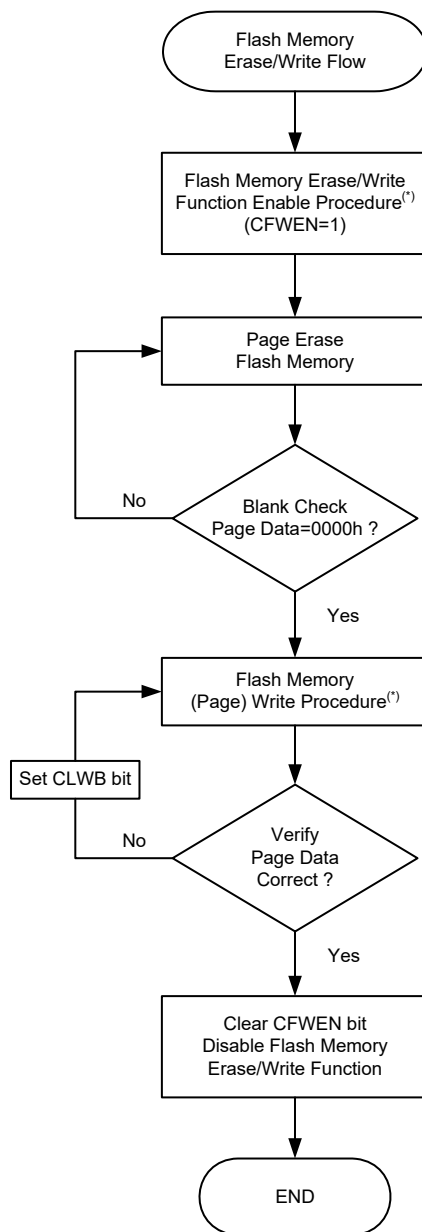 Flash Memory
Erase/Write Flow
Flash Memory Erase/Write
Function Enable Procedure(*)
(CFWEN=1)
Page Erase
Flash Memory
No
Blank Check
Page Data=0000h ?
Yes
Flash Memory
(Page) Write Procedure(*)
Set CLWB bit
No
Verify
Page Data
Correct ?
Yes
Clear CFWEN bit
Disable Flash Memory
Erase/Write Function
END